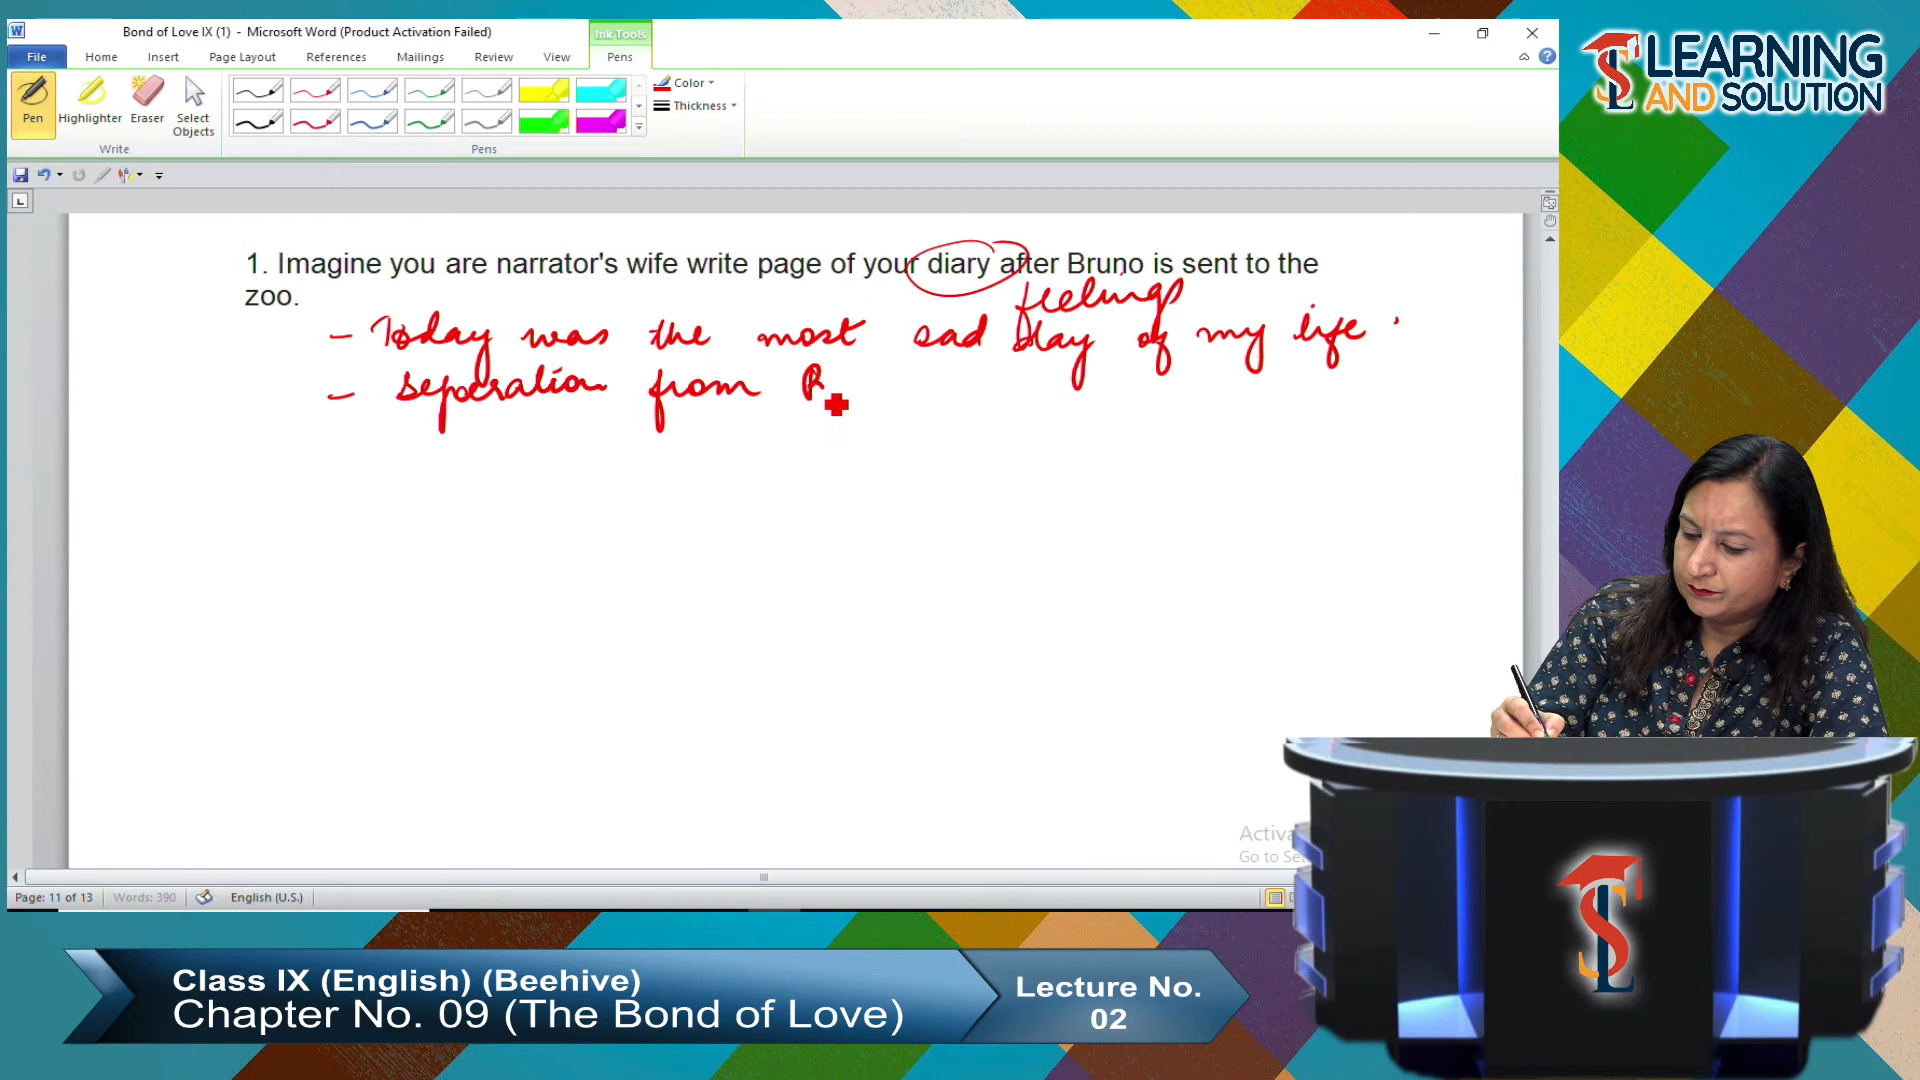 Bond of Love IX (1) - Microsoft Word (Product Activation Failed)
Ink Tools
File Home Insert Page Layout References Mailings Review View Pens
Pen Highlighter Eraser Select Objects
Color
Thickness
Write Pens
LEARNING
AND SOLUTION
1. Imagine you are narrator's wife write page of your diary after Bruno is sent to the
zoo.
feelings
- Today was the most sad day of my life .
- seperation from B
Activa
Go to Se
Page: 11 of 13 Words: 390 English (U.S.)
Class IX (English) (Beehive)
Chapter No. 09 (The Bond of Love)
Lecture No.
02